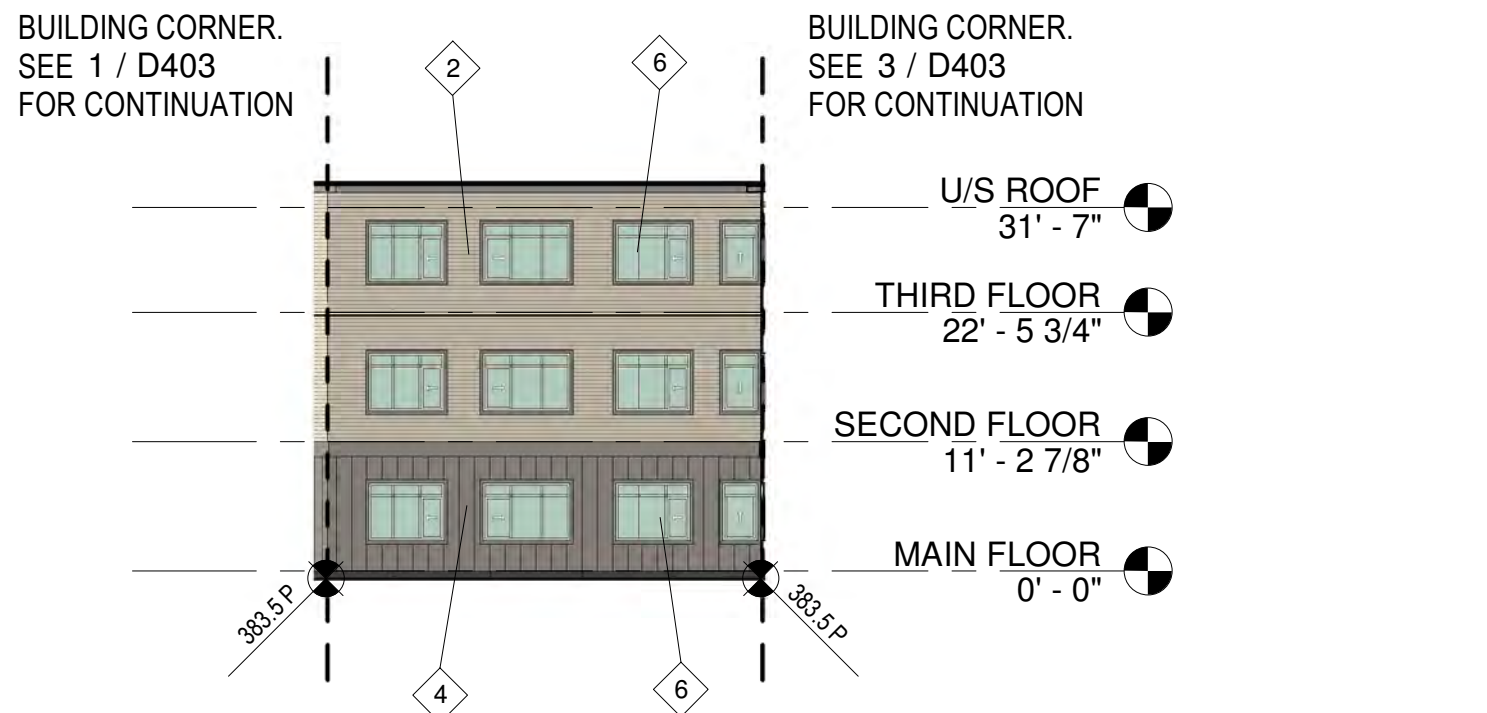 BUILDING CORNER.
SEE 1 / D403
FOR CONTINUATION
BUILDING CORNER.
SEE 3 / D403
FOR CONTINUATION
2
6
U/S ROOF
31' - 7"
THIRD FLOOR
22' - 5 3/4"
SECOND FLOOR
11' - 2 7/8"
MAIN FLOOR
0' - 0"
383.5 P
383.5 P
4
6